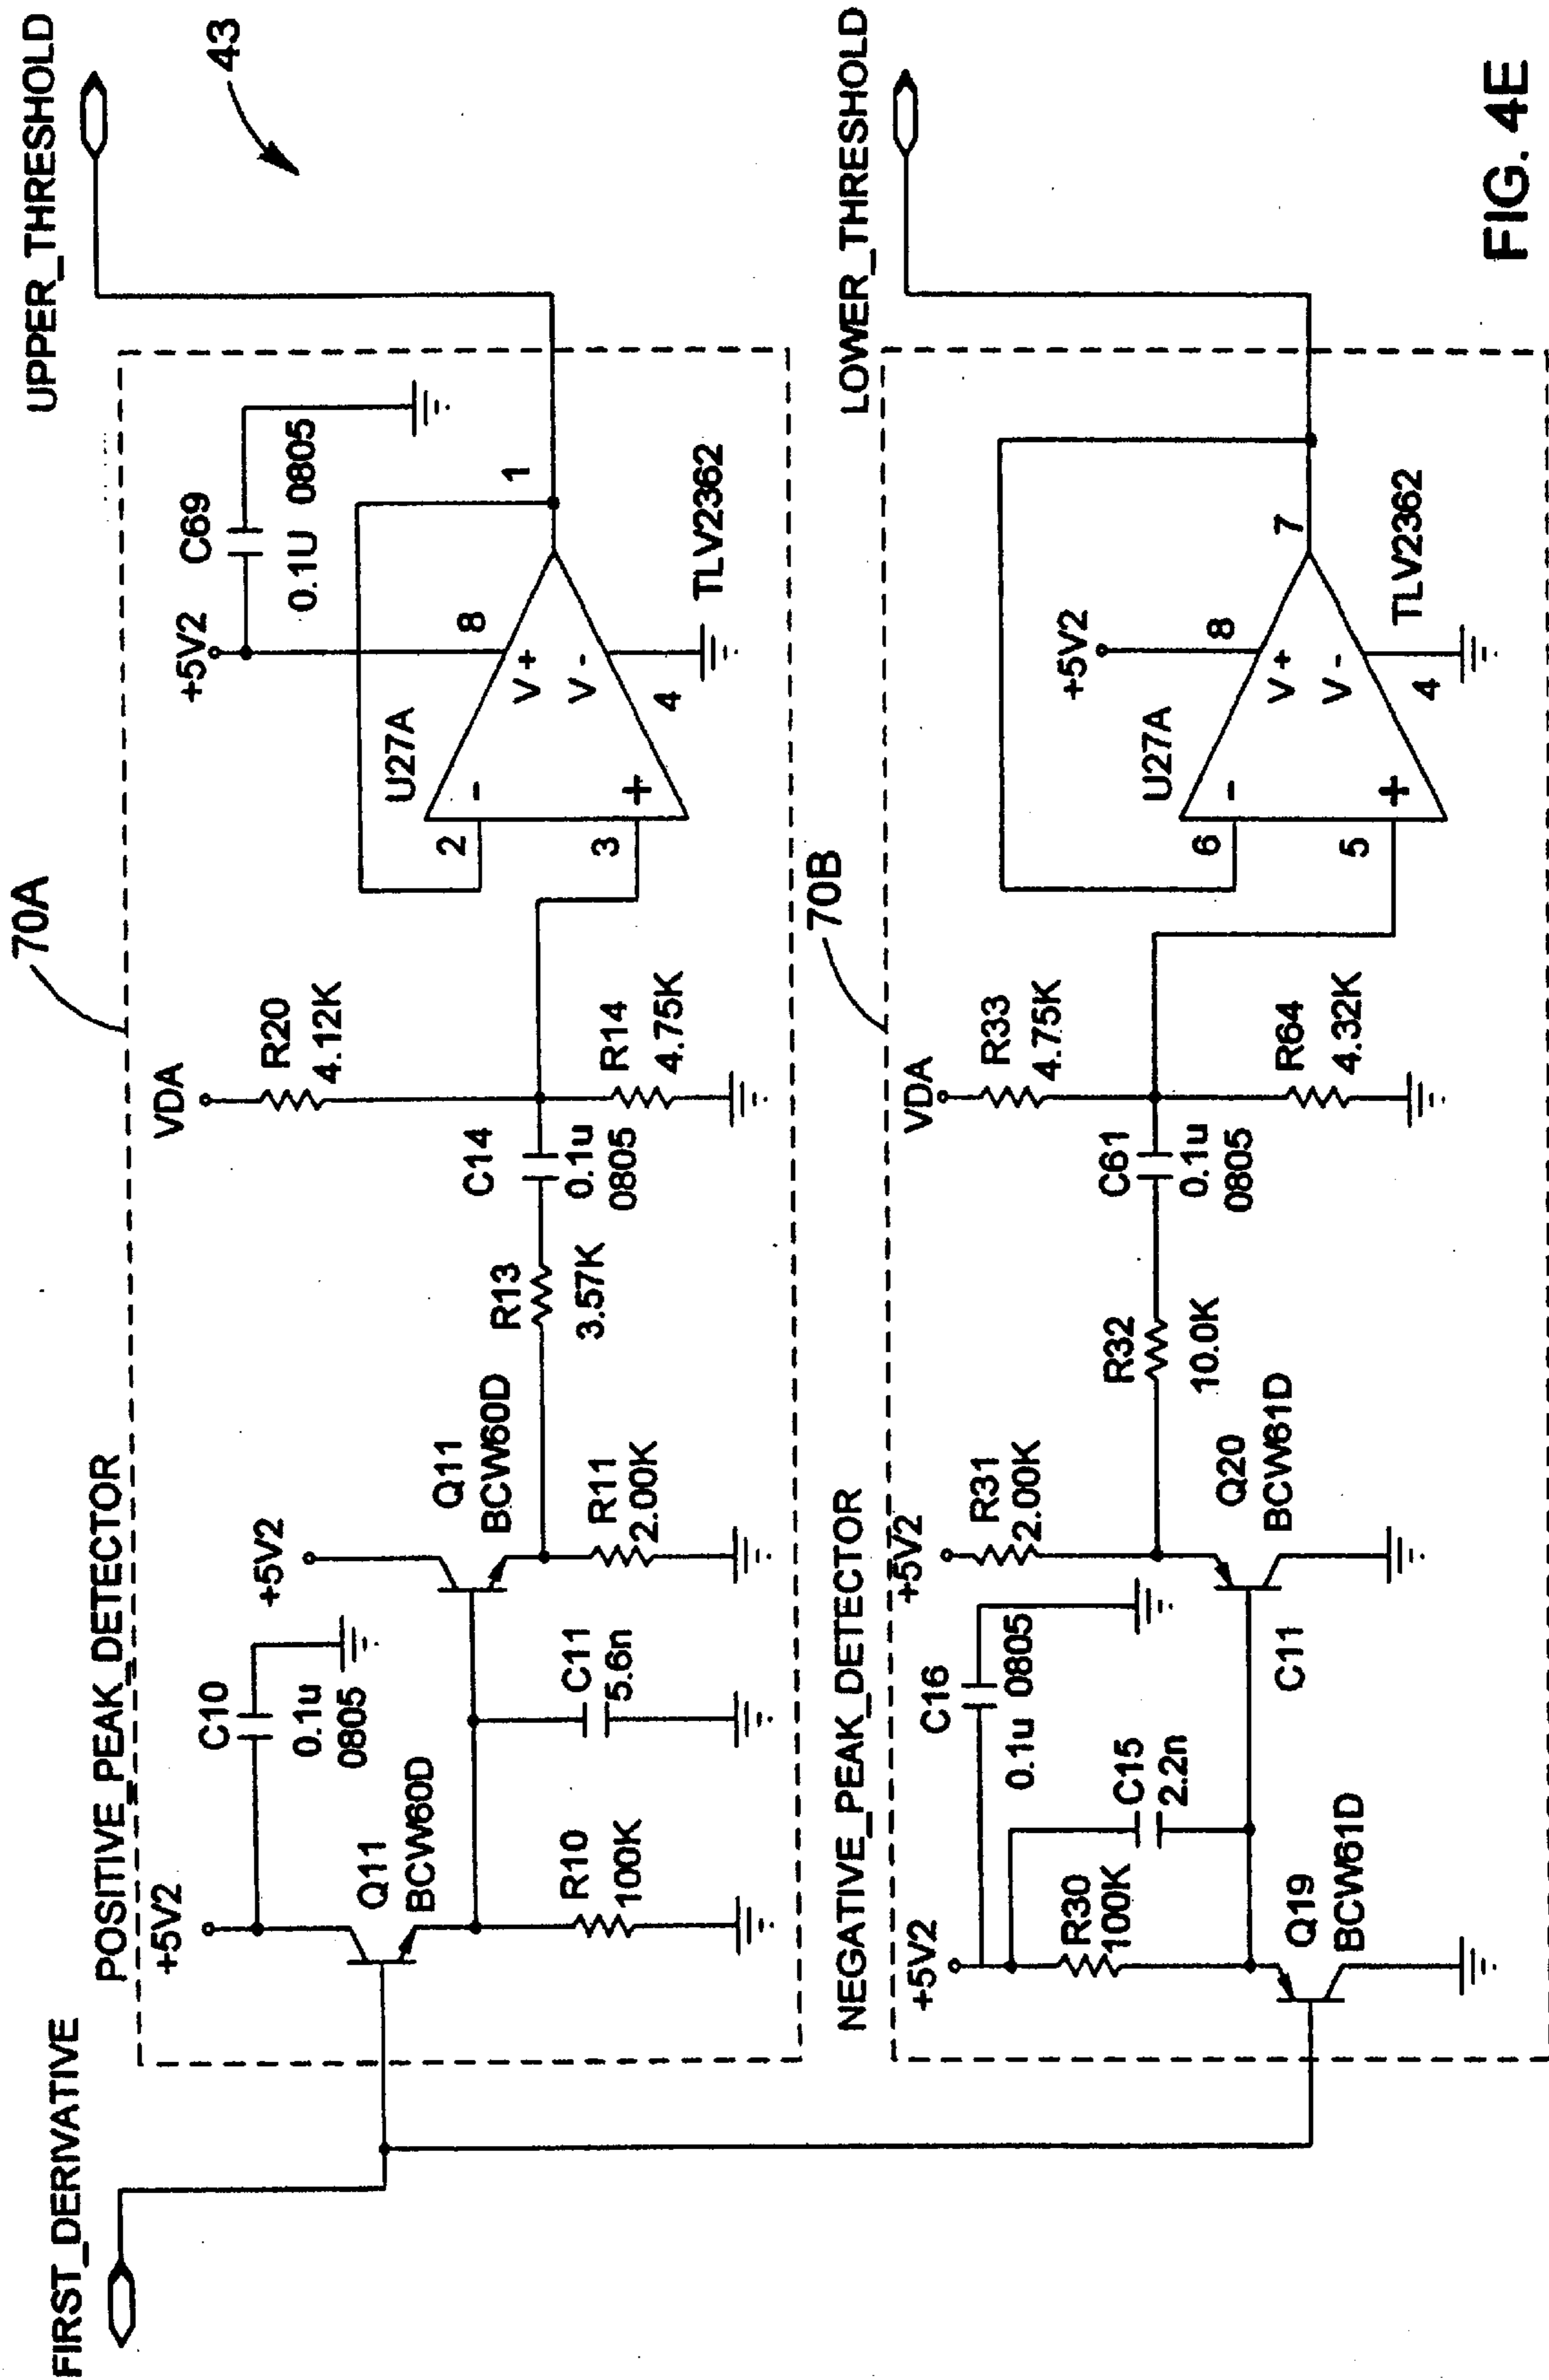 FIRST_DERIVATIVE
UPPER_THRESHOLD
43
70A
POSITIVE_PEAK_DETECTOR
+5V2
C10
0.1u
0805
Q11
BCW60D
R10
100K
C11
5.6n
+5V2
Q11
BCW60D
R11
2.00K
R13
3.57K
C14
0.1u
0805
VDA
R20
4.12K
R14
4.75K
+5V2
C69
0.1U 0805
U27A
2
-
3
+
8
V +
V -
4
1
TLV2362
LOWER_THRESHOLD
70B
NEGATIVE_PEAK_DETECTOR
+5V2
C16
0.1u 0805
R30
100K
C15
2.2n
Q19
BCW61D
C11
+5V2
R31
2.00K
Q20
BCW61D
R32
10.0K
C61
0.1u
0805
VDA
R33
4.75K
R64
4.32K
+5V2
U27A
6
-
5
+
8
V +
V -
4
7
TLV2362
FIG. 4E